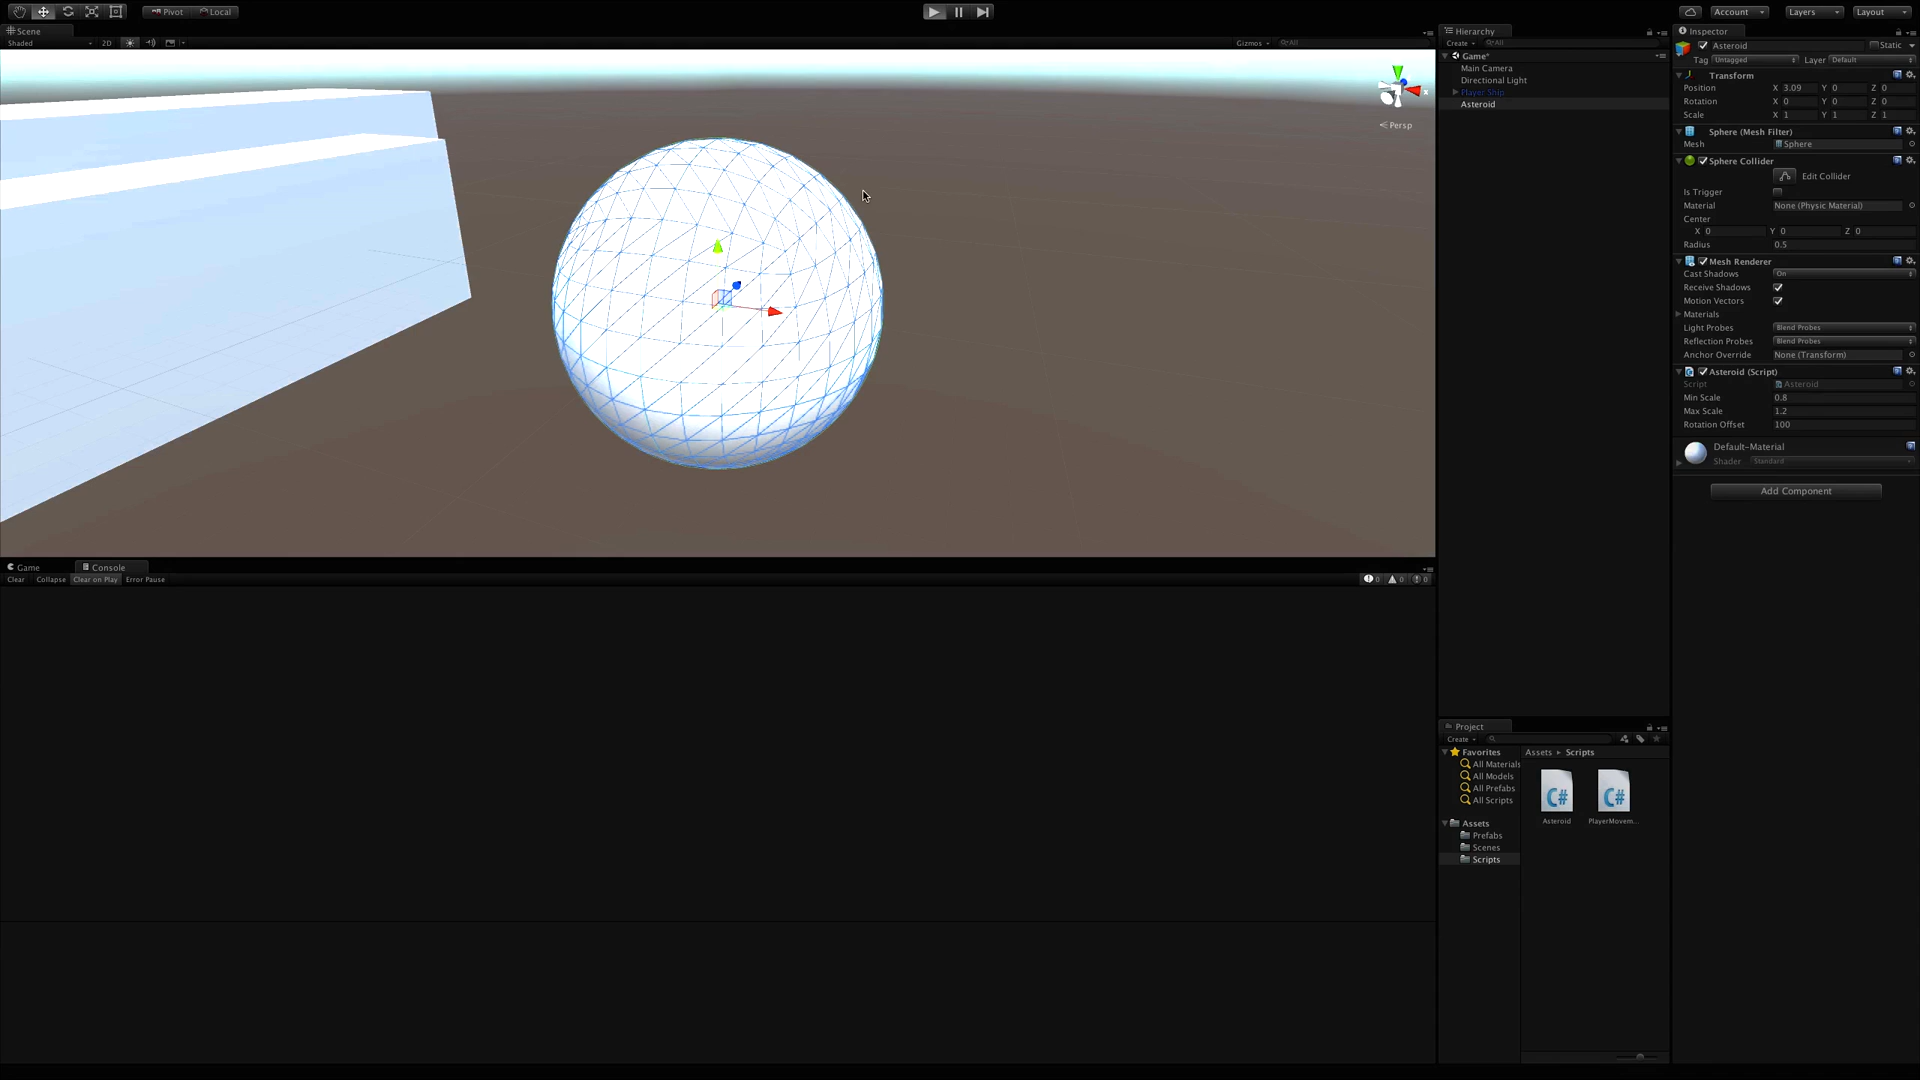 Pivot Local
Account Layers Layout
Scene
Shaded 2D Gizmos All
x
Persp
Game Console
Clear Collapse Clear on Play Error Pause 0 0 0
Hierarchy
Create All
Game*
Main Camera
Directional Light
Player Ship
Asteroid
Project
Create
Favorites
All Materials
All Models
All Prefabs
All Scripts
Assets
Prefabs
Scenes
Scripts
Assets Scripts
C# C#
Asteroid PlayerMovem...
Inspector
Asteroid Static
Tag Untagged Layer Default
Transform
Position X 3.09 Y 0 Z 0
Rotation X 0 Y 0 Z 0
Scale X 1 Y 1 Z 1
Sphere (Mesh Filter)
Mesh Sphere
Sphere Collider
Edit Collider
Is Trigger
Material None (Physic Material)
Center
X 0 Y 0 Z 0
Radius 0.5
Mesh Renderer
Cast Shadows On
Receive Shadows
Motion Vectors
Materials
Light Probes Blend Probes
Reflection Probes Blend Probes
Anchor Override None (Transform)
Asteroid (Script)
Script Asteroid
Min Scale 0.8
Max Scale 1.2
Rotation Offset 100
Default-Material
Shader Standard
Add Component